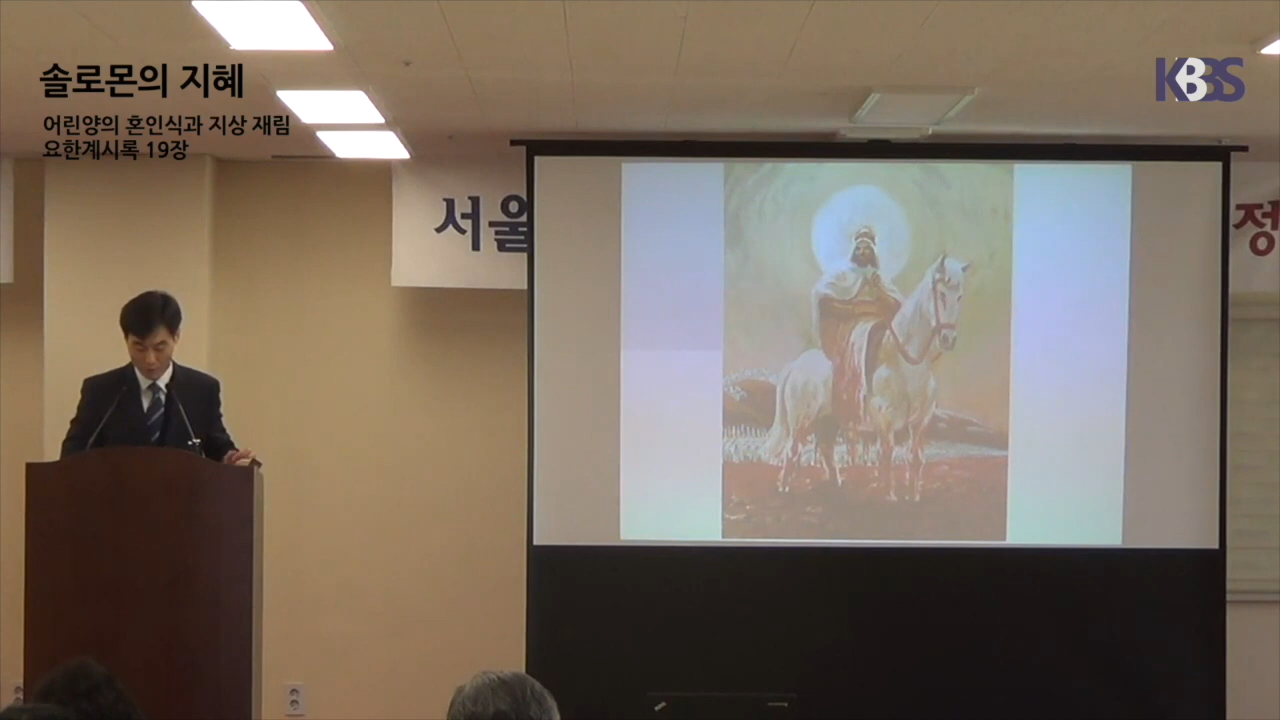 솔로몬의 지혜
어린양의 혼인식과 지상 재림
요한계시록 19장
KBBS
서울
정